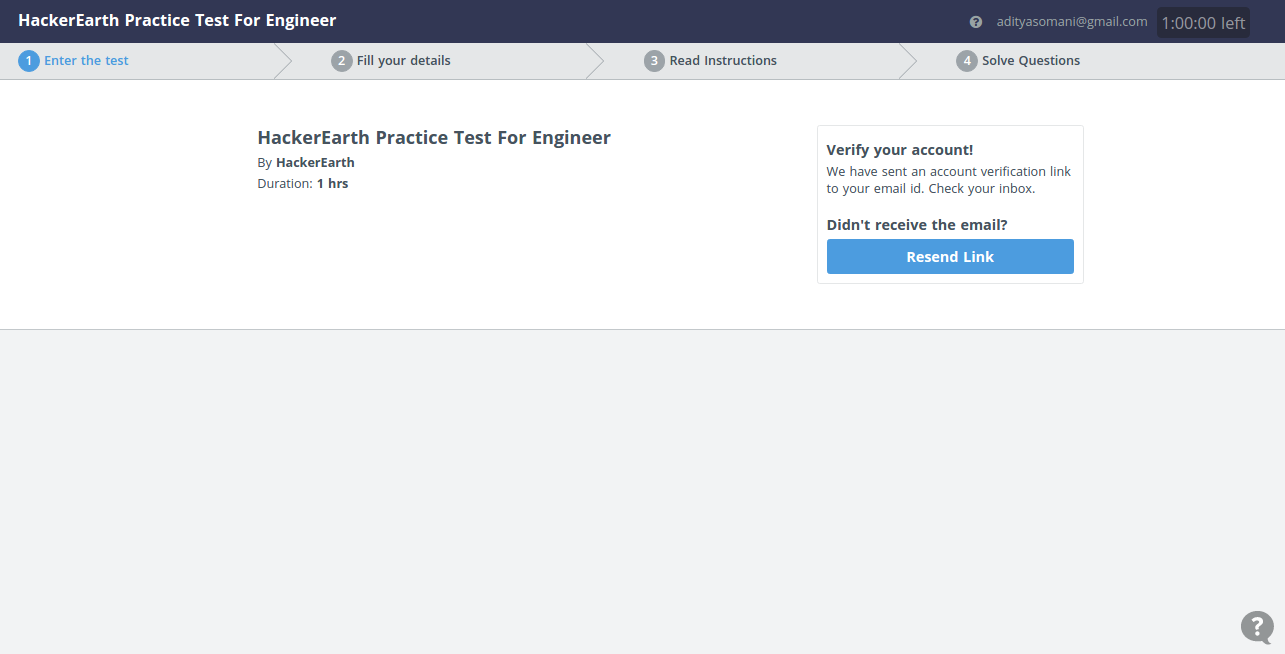 HackerEarth Practice Test For Engineer
? adityasomani@gmail.com 1:00:00 left
1 Enter the test
2 Fill your details
3 Read Instructions
4 Solve Questions
HackerEarth Practice Test For Engineer
By HackerEarth
Duration: 1 hrs
Verify your account!
We have sent an account verification link
to your email id. Check your inbox.
Didn't receive the email?
Resend Link
?